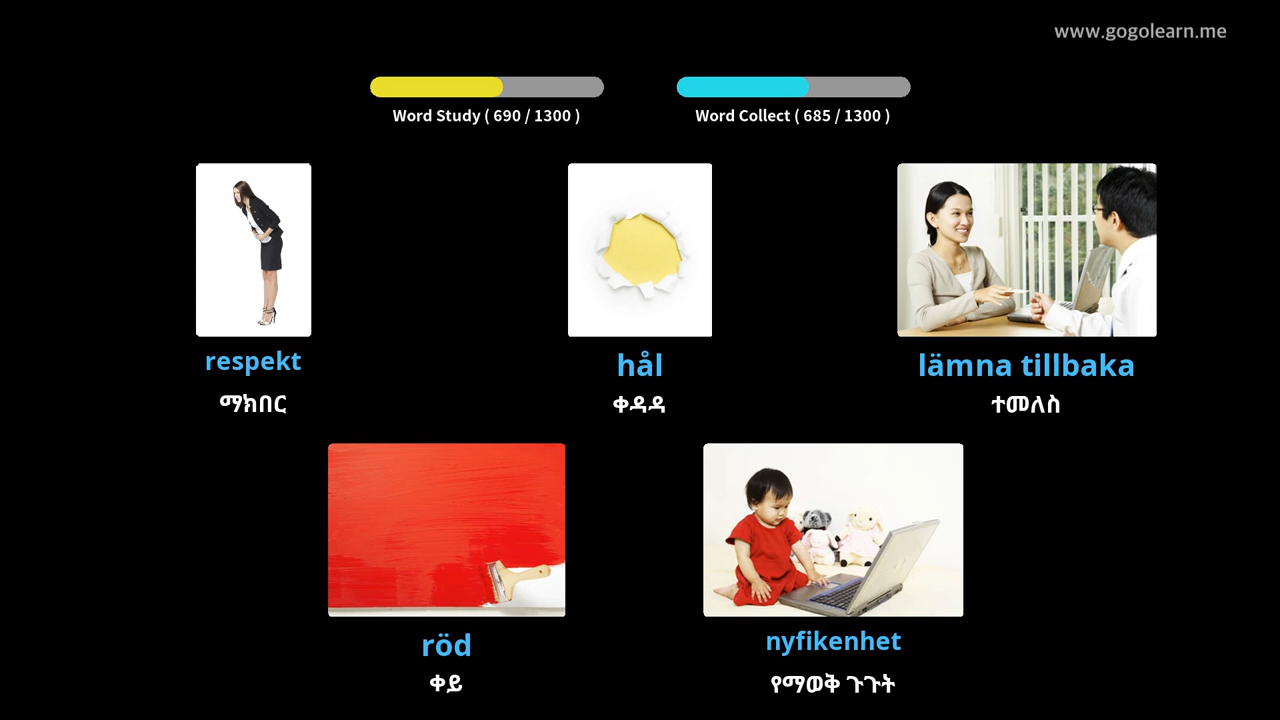 www.gogolearn.me
Word Study ( 690 / 1300 )
Word Collect ( 685 / 1300 )
respekt
ማክበር
hål
ቀዳዳ
lämna tillbaka
ተመለስ
röd
ቀይ
nyfikenhet
የማወቅ ጉጉት